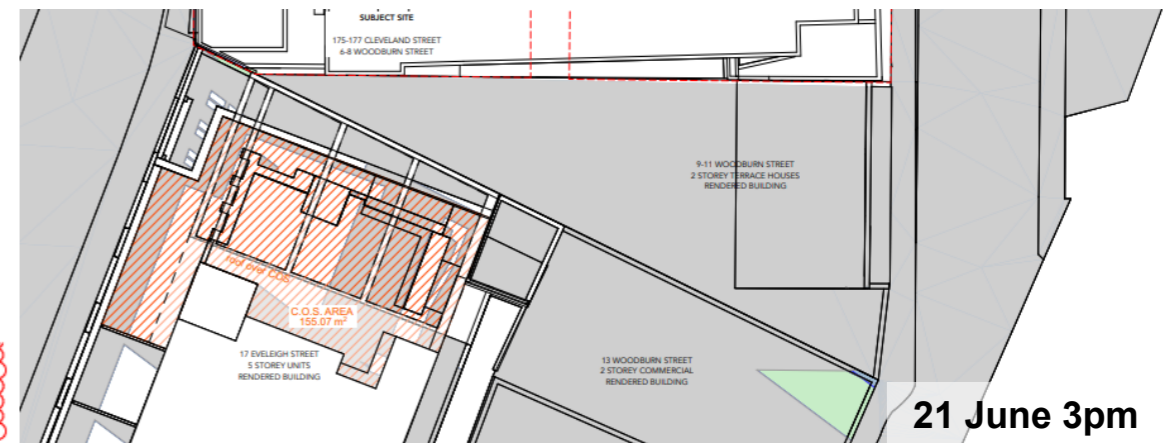 SUBJECT SITE
175-177 CLEVELAND STREET
6-8 WOODBURN STREET
9-11 WOODBURN STREET
2 STOREY TERRACE HOUSES
RENDERED BUILDING
roof over COP
C.O.S. AREA
155.07 m²
17 EVELEIGH STREET
5 STOREY UNITS
RENDERED BUILDING
13 WOODBURN STREET
2 STOREY COMMERCIAL
RENDERED BUILDING
21 June 3pm